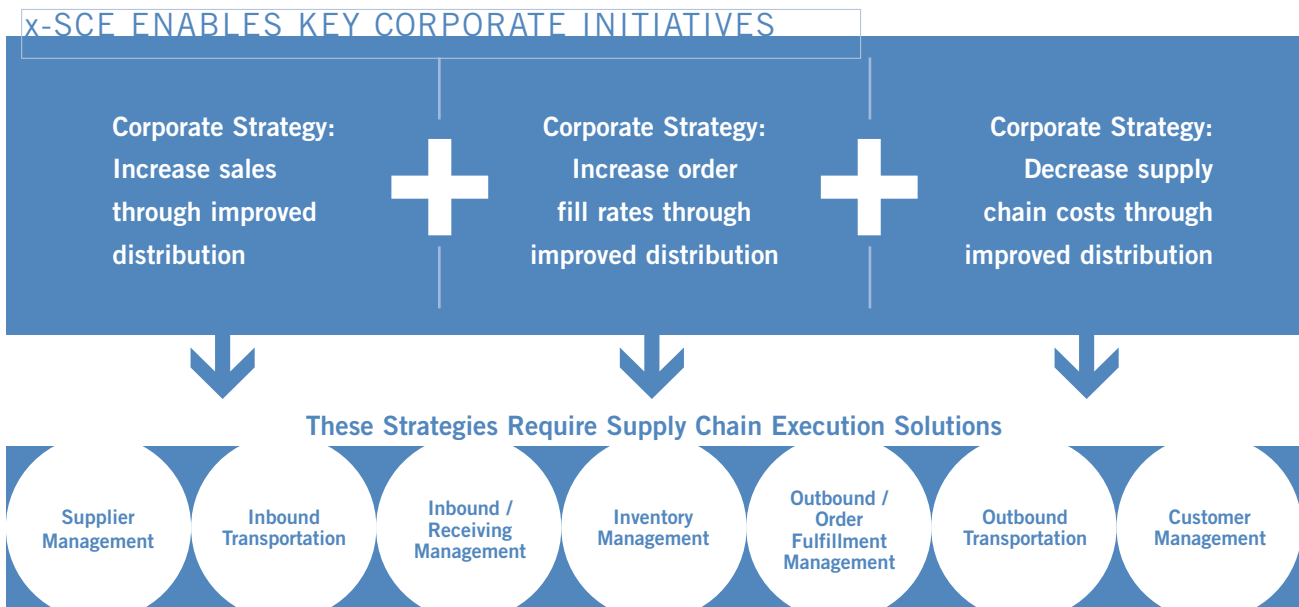 x-SCE ENABLES KEY CORPORATE INITIATIVES
Corporate Strategy:
Increase sales
through improved
distribution
Corporate Strategy:
Increase order
fill rates through
improved distribution
Corporate Strategy:
Decrease supply
chain costs through
improved distribution
These Strategies Require Supply Chain Execution Solutions
Supplier
Management
Inbound
Transportation
Inbound /
Receiving
Management
Inventory
Management
Outbound /
Order
Fulfillment
Management
Outbound
Transportation
Customer
Management